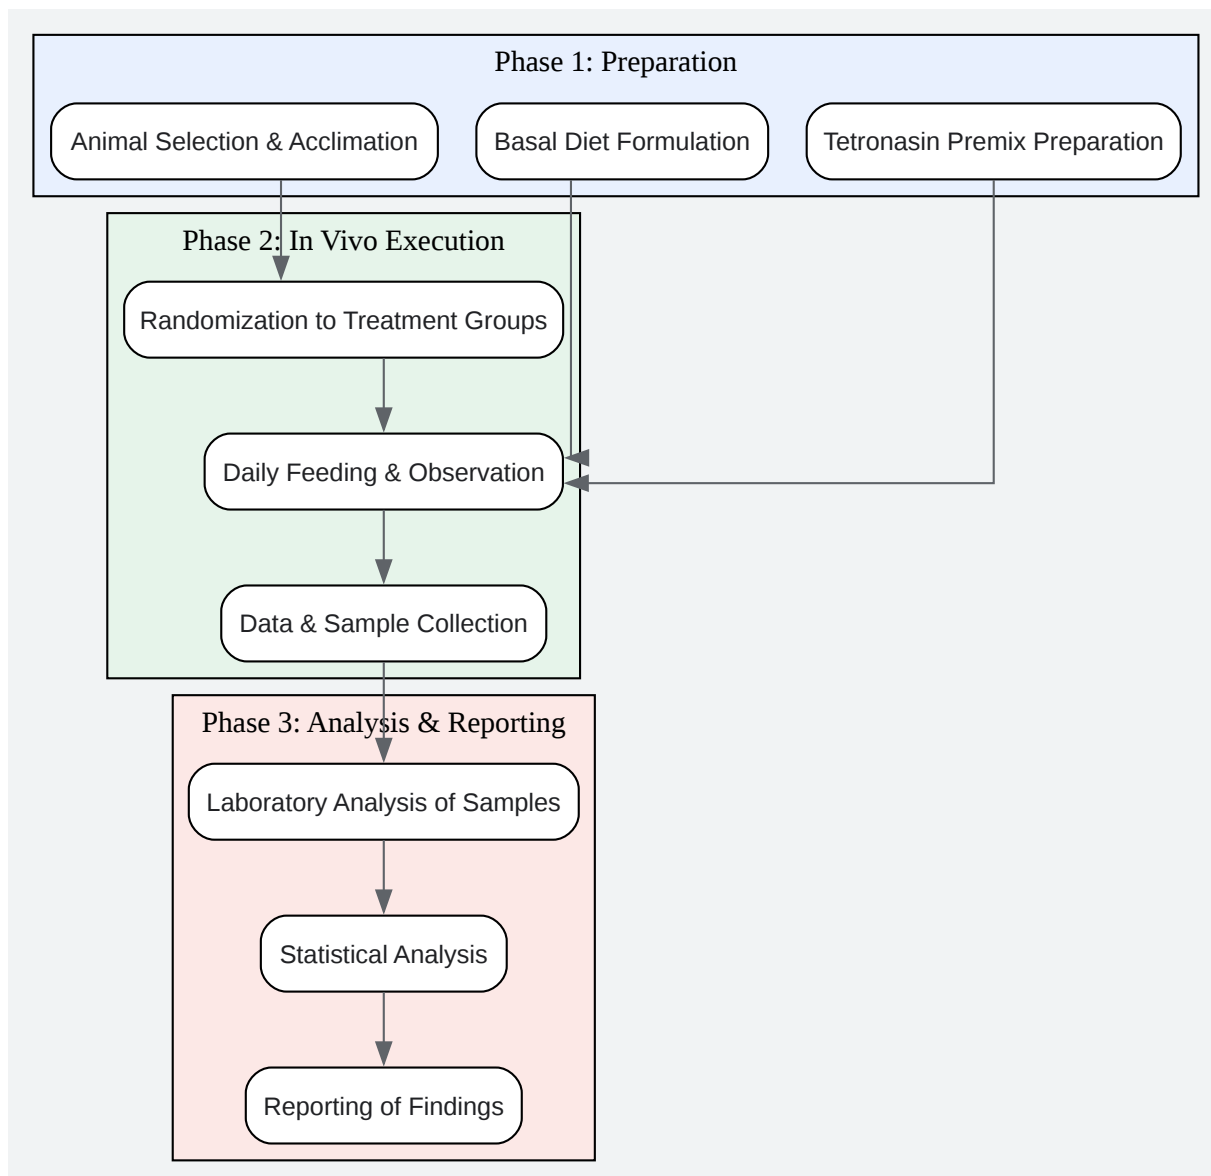 Phase 1: Preparation
Animal Selection & Acclimation
Basal Diet Formulation
Tetronasin Premix Preparation
Phase 2: In Vivo Execution
Randomization to Treatment Groups
Daily Feeding & Observation
Data & Sample Collection
Phase 3: Analysis & Reporting
Laboratory Analysis of Samples
Statistical Analysis
Reporting of Findings